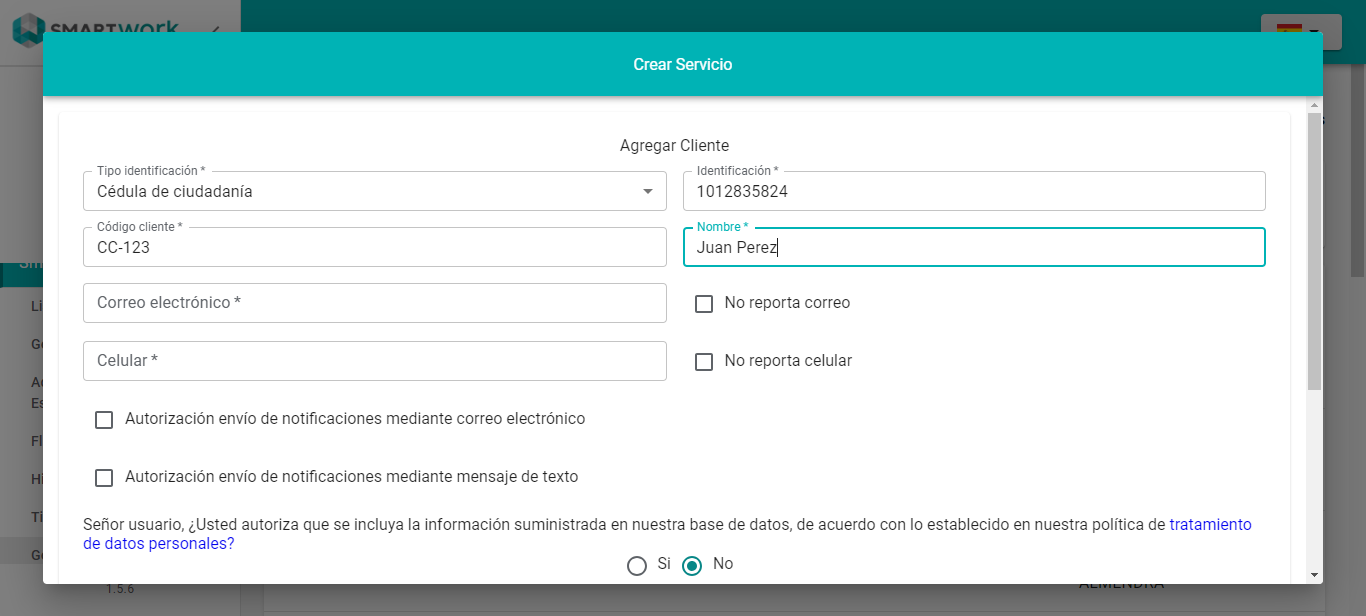 SMARTWORK
Crear Servicio
Agregar Cliente
Tipo identificación *
Identificación *
Cédula de ciudadanía
1012835824
Código cliente *
Nombre *
CC-123
Juan Perez
Correo electrónico *
No reporta correo
Celular *
No reporta celular
Autorización envío de notificaciones mediante correo electrónico
Autorización envío de notificaciones mediante mensaje de texto
Señor usuario, ¿Usted autoriza que se incluya la información suministrada en nuestra base de datos, de acuerdo con lo establecido en nuestra política de tratamiento
de datos personales?
Si No
1.5.6